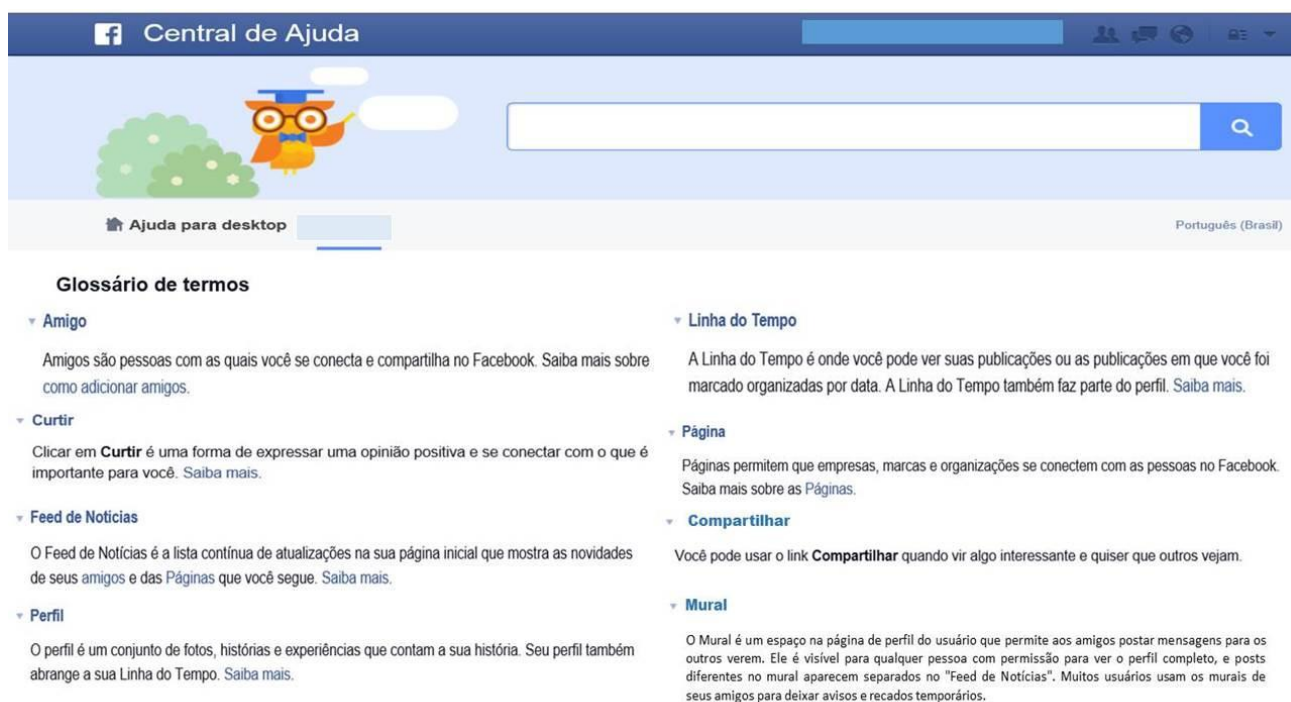 Central de Ajuda
Ajuda para desktop
Português (Brasil)
Glossário de termos
Amigo
Amigos são pessoas com as quais você se conecta e compartilha no Facebook. Saiba mais sobre
como adicionar amigos.
Curtir
Clicar em Curtir é uma forma de expressar uma opinião positiva e se conectar com o que é
importante para você. Saiba mais.
Feed de Noticias
O Feed de Notícias é a lista contínua de atualizações na sua página inicial que mostra as novidades
de seus amigos e das Páginas que você segue. Saiba mais.
Perfil
O perfil é um conjunto de fotos, histórias e experiências que contam a sua história. Seu perfil também
abrange a sua Linha do Tempo. Saiba mais.
Linha do Tempo
A Linha do Tempo é onde você pode ver suas publicações ou as publicações em que você foi
marcado organizadas por data. A Linha do Tempo também faz parte do perfil. Saiba mais.
Página
Páginas permitem que empresas, marcas e organizações se conectem com as pessoas no Facebook.
Saiba mais sobre as Páginas.
Compartilhar
Você pode usar o link Compartilhar quando vir algo interessante e quiser que outros vejam.
Mural
O Mural é um espaço na página de perfil do usuário que permite aos amigos postar mensagens para os
outros verem. Ele é visível para qualquer pessoa com permissão para ver o perfil completo, e posts
diferentes no mural aparecem separados no "Feed de Notícias". Muitos usuários usam os murais de
seus amigos para deixar avisos e recados temporários.